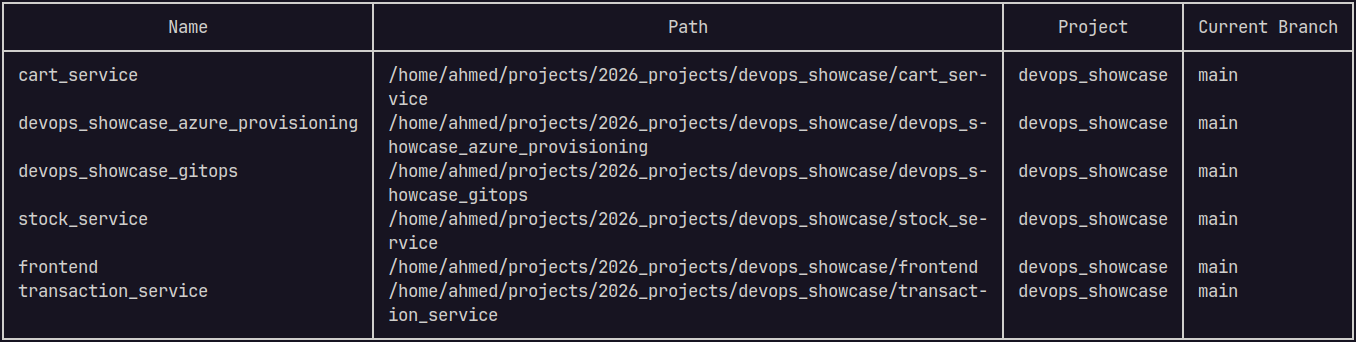 Name Path Project Current Branch
cart_service /home/ahmed/projects/2026_projects/devops_showcase/cart_ser- devops_showcase main
vice
devops_showcase_azure_provisioning /home/ahmed/projects/2026_projects/devops_showcase/devops_s- devops_showcase main
howcase_azure_provisioning
devops_showcase_gitops /home/ahmed/projects/2026_projects/devops_showcase/devops_s- devops_showcase main
howcase_gitops
stock_service /home/ahmed/projects/2026_projects/devops_showcase/stock_se- devops_showcase main
rvice
frontend /home/ahmed/projects/2026_projects/devops_showcase/frontend devops_showcase main
transaction_service /home/ahmed/projects/2026_projects/devops_showcase/transact- devops_showcase main
ion_service